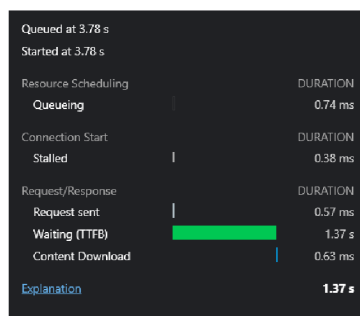 Queued at 3.78 s
Started at 3.78 s
Resource Scheduling DURATION
Queueing 0.74 ms
Connection Start DURATION
Stalled 0.38 ms
Request/Response DURATION
Request sent 0.57 ms
Waiting (TTFB) 1.37 s
Content Download 0.63 ms
Explanation 1.37 s